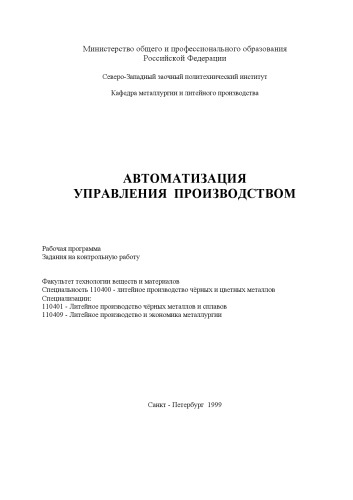 Министерство общего и профессионального образования
Российской Федерации
Северо-Западный заочный политехнический институт
Кафедра металлургии и литейного производства
АВТОМАТИЗАЦИЯ
УПРАВЛЕНИЯ ПРОИЗВОДСТВОМ
Рабочая программа
Задания на контрольную работу
Факультет технологии веществ и материалов
Специальность 110400 - литейное производство чёрных и цветных металлов
Специализации:
110401 - Литейное производство чёрных металлов и сплавов
110409 - Литейное производство и экономика металлургии
Санкт - Петербург 1999